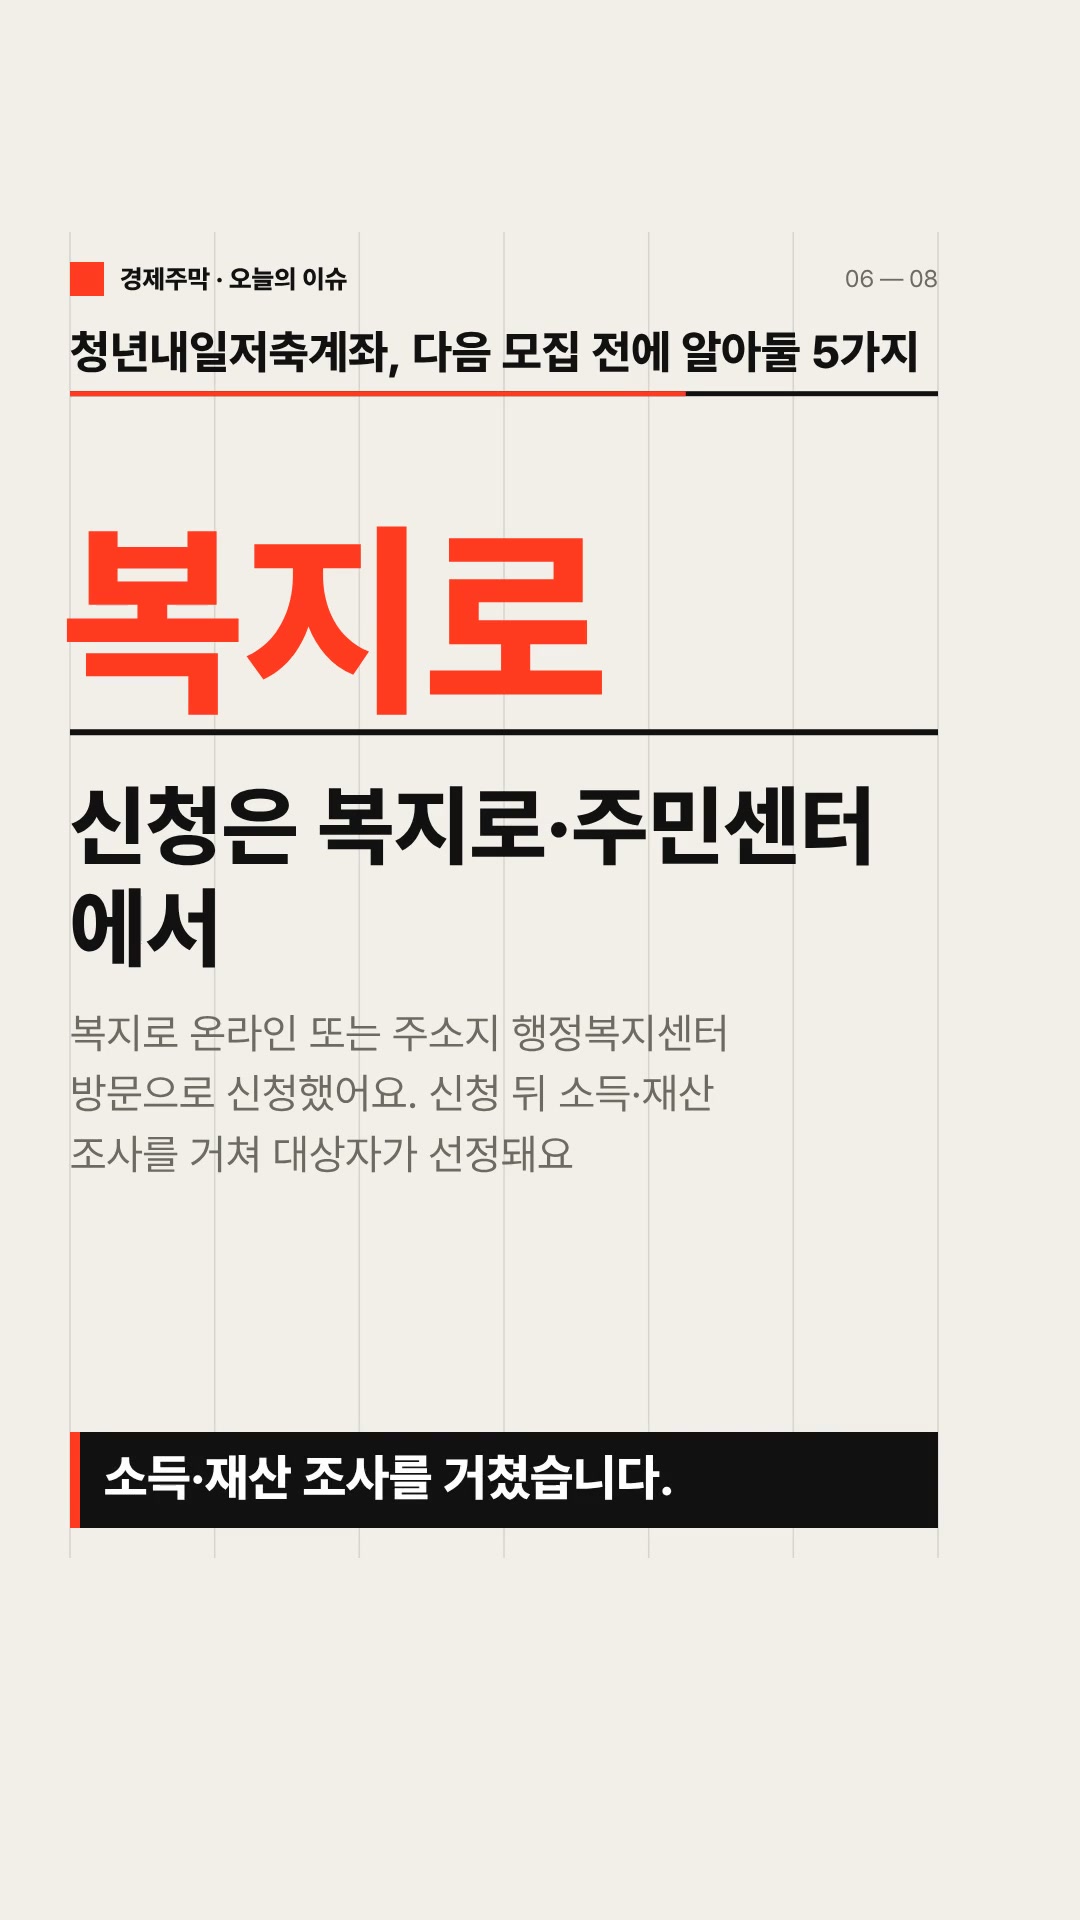 경제주막 · 오늘의 이슈
06 — 08
청년내일저축계좌, 다음 모집 전에 알아둘 5가지
복지로
신청은 복지로·주민센터
에서
복지로 온라인 또는 주소지 행정복지센터
방문으로 신청했어요. 신청 뒤 소득·재산
조사를 거쳐 대상자가 선정돼요
소득·재산 조사를 거쳤습니다.